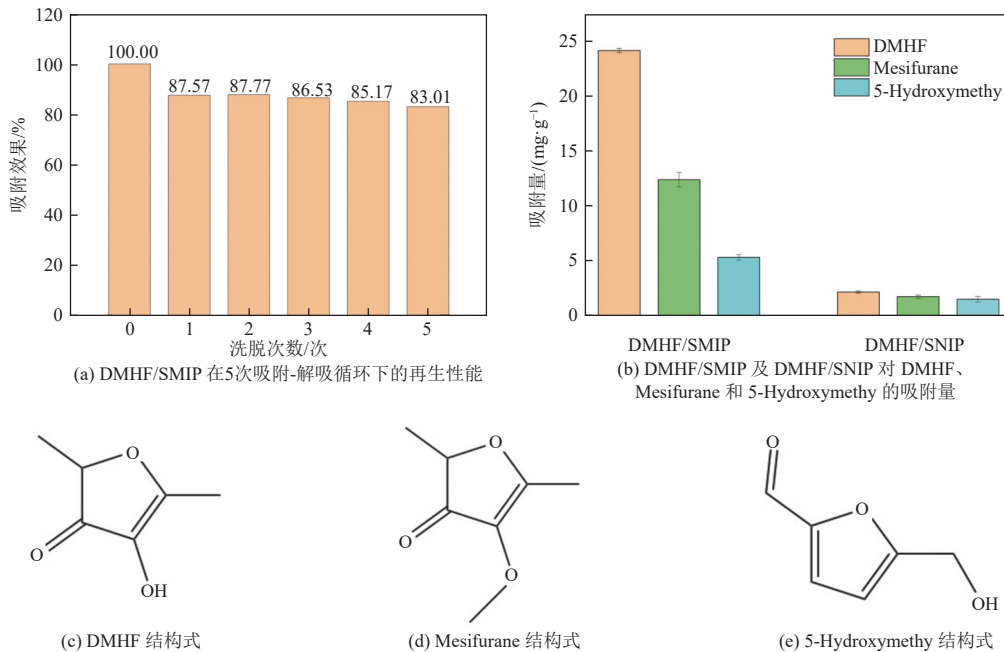 120
100
80
60
40
20
0
吸附效果/%
100.00
87.57
87.77
86.53
85.17
83.01
0 1 2 3 4 5
洗脱次数/次
(a) DMHF/SMIP 在5次吸附-解吸循环下的再生性能
25
20
15
10
5
0
吸附量/(mg·g⁻¹)
DMHF
Mesifurane
5-Hydroxymethy
DMHF/SMIP DMHF/SNIP
(b) DMHF/SMIP 及 DMHF/SNIP 对 DMHF、
Mesifurane 和 5-Hydroxymethy 的吸附量
O
O
OH
(c) DMHF 结构式
O
O
O
(d) Mesifurane 结构式
O
O
OH
(e) 5-Hydroxymethy 结构式